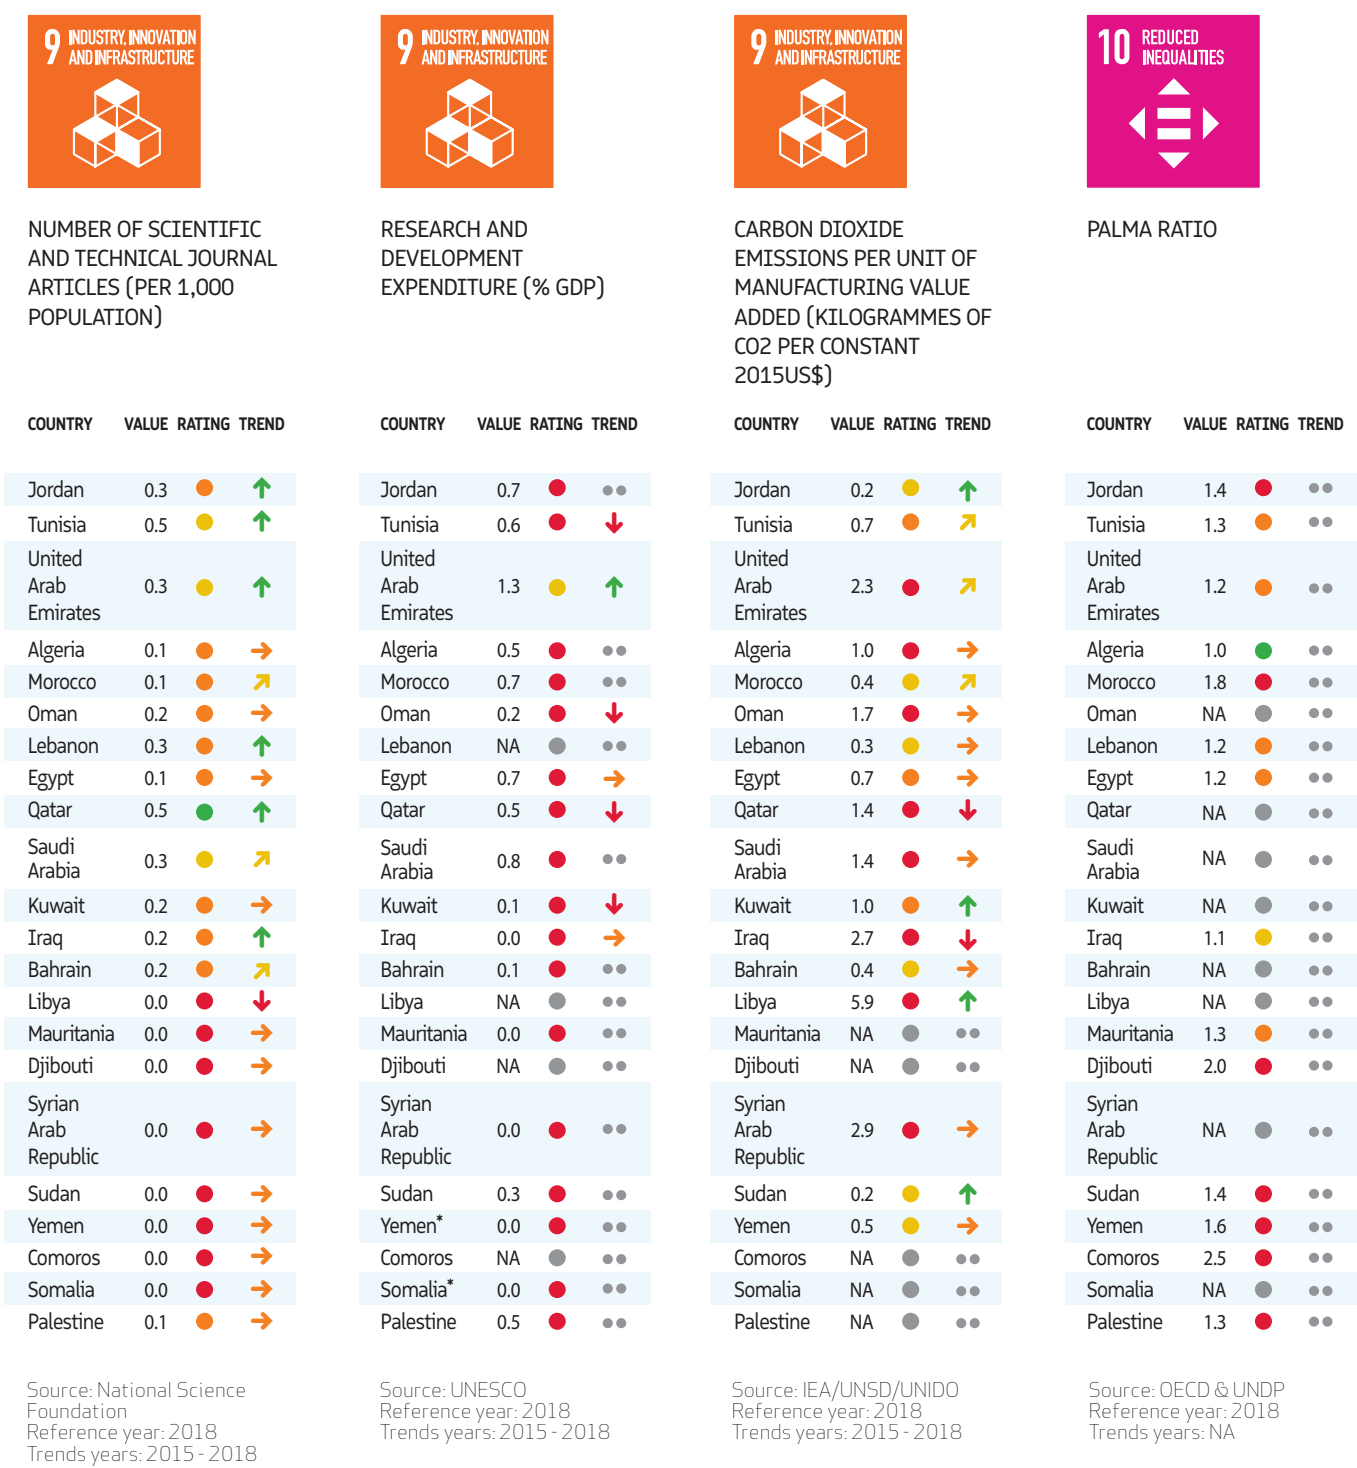 9 INDUSTRY, INNOVATION
AND INFRASTRUCTURE
NUMBER OF SCIENTIFIC
AND TECHNICAL JOURNAL
ARTICLES (PER 1,000
POPULATION)
COUNTRY VALUE RATING TREND
Jordan 0.3
Tunisia 0.5
United
Arab 0.3
Emirates
Algeria 0.1
Morocco 0.1
Oman 0.2
Lebanon 0.3
Egypt 0.1
Qatar 0.5
Saudi
Arabia 0.3
Kuwait 0.2
Iraq 0.2
Bahrain 0.2
Libya 0.0
Mauritania 0.0
Djibouti 0.0
Syrian
Arab 0.0
Republic
Sudan 0.0
Yemen 0.0
Comoros 0.0
Somalia 0.0
Palestine 0.1
Source: National Science
Foundation
Reference year: 2018
Trends years: 2015 - 2018
9 INDUSTRY, INNOVATION
AND INFRASTRUCTURE
RESEARCH AND
DEVELOPMENT
EXPENDITURE (% GDP)
COUNTRY VALUE RATING TREND
Jordan 0.7
Tunisia 0.6
United
Arab 1.3
Emirates
Algeria 0.5
Morocco 0.7
Oman 0.2
Lebanon NA
Egypt 0.7
Qatar 0.5
Saudi
Arabia 0.8
Kuwait 0.1
Iraq 0.0
Bahrain 0.1
Libya NA
Mauritania 0.0
Djibouti NA
Syrian
Arab 0.0
Republic
Sudan 0.3
Yemen* 0.0
Comoros NA
Somalia* 0.0
Palestine 0.5
Source: UNESCO
Reference year: 2018
Trends years: 2015 - 2018
9 INDUSTRY, INNOVATION
AND INFRASTRUCTURE
CARBON DIOXIDE
EMISSIONS PER UNIT OF
MANUFACTURING VALUE
ADDED (KILOGRAMMES OF
CO2 PER CONSTANT
2015US$)
COUNTRY VALUE RATING TREND
Jordan 0.2
Tunisia 0.7
United
Arab 2.3
Emirates
Algeria 1.0
Morocco 0.4
Oman 1.7
Lebanon 0.3
Egypt 0.7
Qatar 1.4
Saudi
Arabia 1.4
Kuwait 1.0
Iraq 2.7
Bahrain 0.4
Libya 5.9
Mauritania NA
Djibouti NA
Syrian
Arab 2.9
Republic
Sudan 0.2
Yemen 0.5
Comoros NA
Somalia NA
Palestine NA
Source: IEA/UNSD/UNIDO
Reference year: 2018
Trends years: 2015 - 2018
10 REDUCED
INEQUALITIES
PALMA RATIO
COUNTRY VALUE RATING TREND
Jordan 1.4
Tunisia 1.3
United
Arab 1.2
Emirates
Algeria 1.0
Morocco 1.8
Oman NA
Lebanon 1.2
Egypt 1.2
Qatar NA
Saudi
Arabia NA
Kuwait NA
Iraq 1.1
Bahrain NA
Libya NA
Mauritania 1.3
Djibouti 2.0
Syrian
Arab NA
Republic
Sudan 1.4
Yemen 1.6
Comoros 2.5
Somalia NA
Palestine 1.3
Source: OECD & UNDP
Reference year: 2018
Trends years: NA